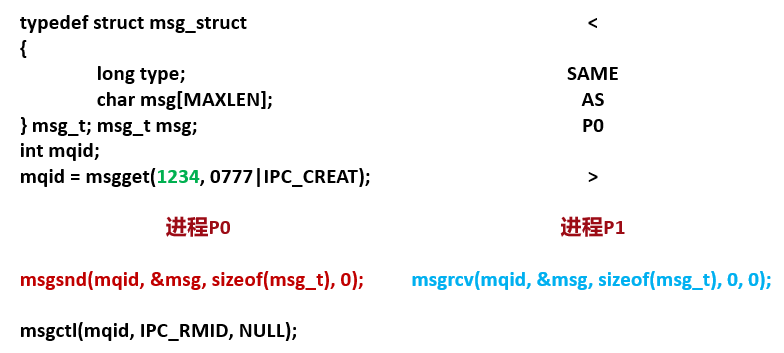 typedef struct msg_struct <
{
long type; SAME
char msg[MAXLEN]; AS
} msg_t; msg_t msg; P0
int mqid;
mqid = msgget(1234, 0777|IPC_CREAT); >
进程P0 进程P1
msgsnd(mqid, &msg, sizeof(msg_t), 0); msgrcv(mqid, &msg, sizeof(msg_t), 0, 0);
msgctl(mqid, IPC_RMID, NULL);